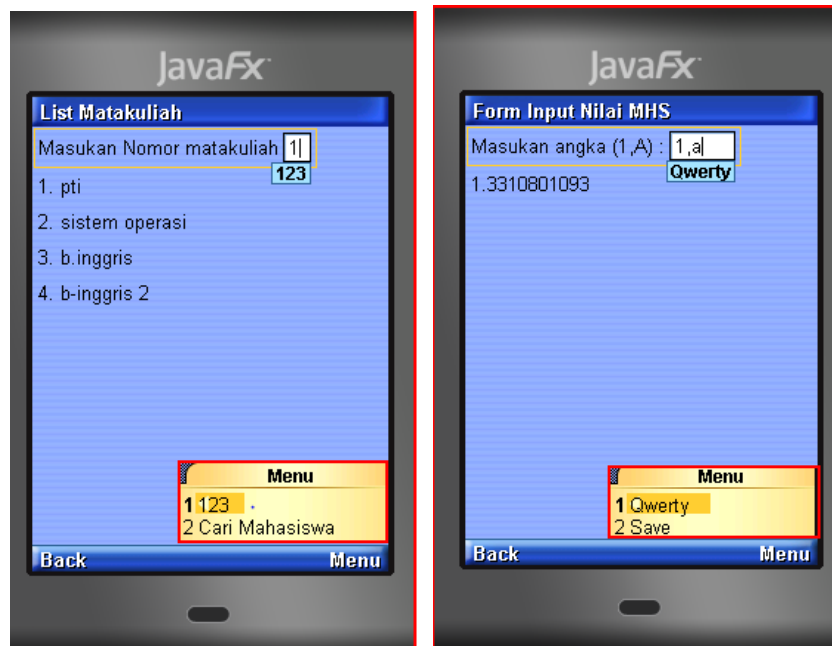 JavaFx
List Matakuliah
Masukan Nomor matakuliah 1
123
1. pti
2. sistem operasi
3. b.inggris
4. b-inggris 2
Menu
1 123
2 Cari Mahasiswa
Back Menu
JavaFx
Form Input Nilai MHS
Masukan angka (1,A) : 1,a
Qwerty
1.3310801093
Menu
1 Qwerty
2 Save
Back Menu